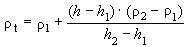 ρt = ρ1 + (h − h1) · (ρ2 − ρ1) / h2 − h1